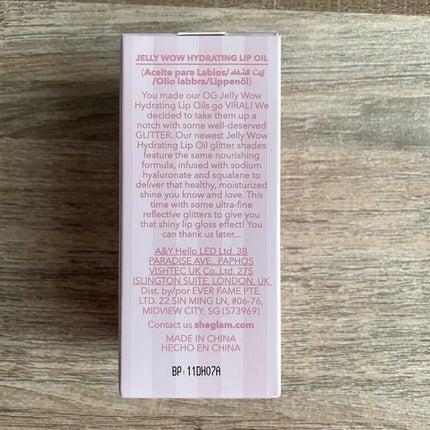 JELLY WOW HYDRATING LIP OIL
(Aceite para Labios/زيت الشفاه
/Olio labbra/Lippenöl)
You made our OG Jelly Wow
Hydrating Lip Oils go VIRAL! We
decided to take them up a
notch with some well-deserved
GLITTER. Our newest Jelly Wow
Hydrating Lip Oil glitter shades
feature the same nourishing
formula, infused with sodium
hyaluronate and squalane to
deliver that healthy, moisturized
shine you know and love. This
time with some ultra-fine
reflective glitters to give you
that shiny lip gloss effect! You
can thank us later...
A&Y Hello LED Ltd. 3B
PARADISE AVE., PAPHOS
VISHTEC UK Co.,Ltd. 275
ISLINGTON SUITE, LONDON, UK
Dist. by/por EVER FAME PTE.
LTD. 22 SIN MING LN, #06-76,
MIDVIEW CITY, SG (573969)
Contact us sheglam.com
MADE IN CHINA
HECHO EN CHINA
BP: 11DH07A